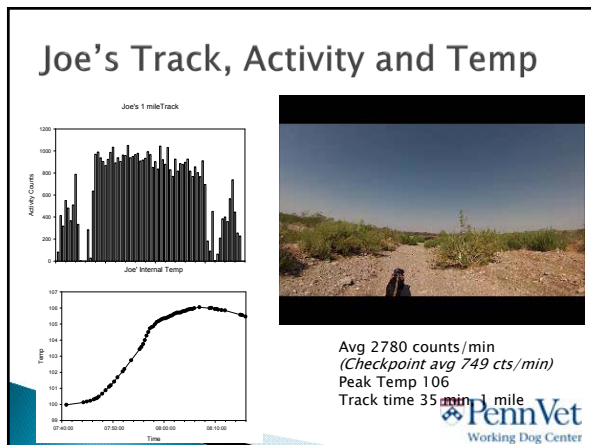 Joe's Track, Activity and Temp
Joe's 1 mileTrack
1200
1000
800
600
400
200
0
Activity Counts
Joe' Internal Temp
107
106
105
104
103
102
101
100
99
Temp
07:40:00
07:50:00
08:00:00
08:10:00
Time
Avg 2780 counts/min
(Checkpoint avg 749 cts/min)
Peak Temp 106
Track time 35 min, 1 mile
PennVet
Working Dog Center